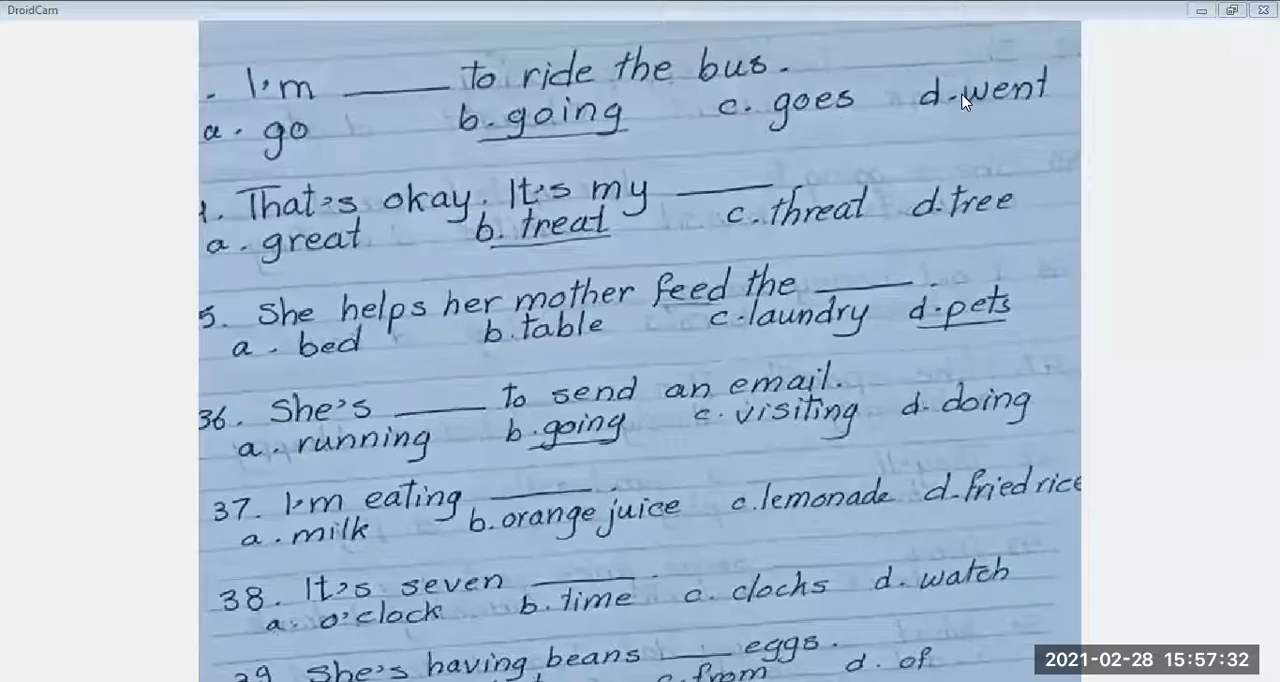 DroidCam
. I'm ____ to ride the bus.
a. go b. going c. goes d. went
4. That's okay. It's my ____
a. great b. treat c. threat d. tree
5. She helps her mother feed the ____ .
a. bed b. table c. laundry d. pets
36. She's ____ to send an email.
a. running b. going c. visiting d. doing
37. I'm eating ____ .
a. milk b. orange juice c. lemonade d. fried rice
38. It's seven ____ .
a. o'clock b. time c. clocks d. watch
39 She's having beans ____ eggs.
c. from d. of
2021-02-28 15:57:32